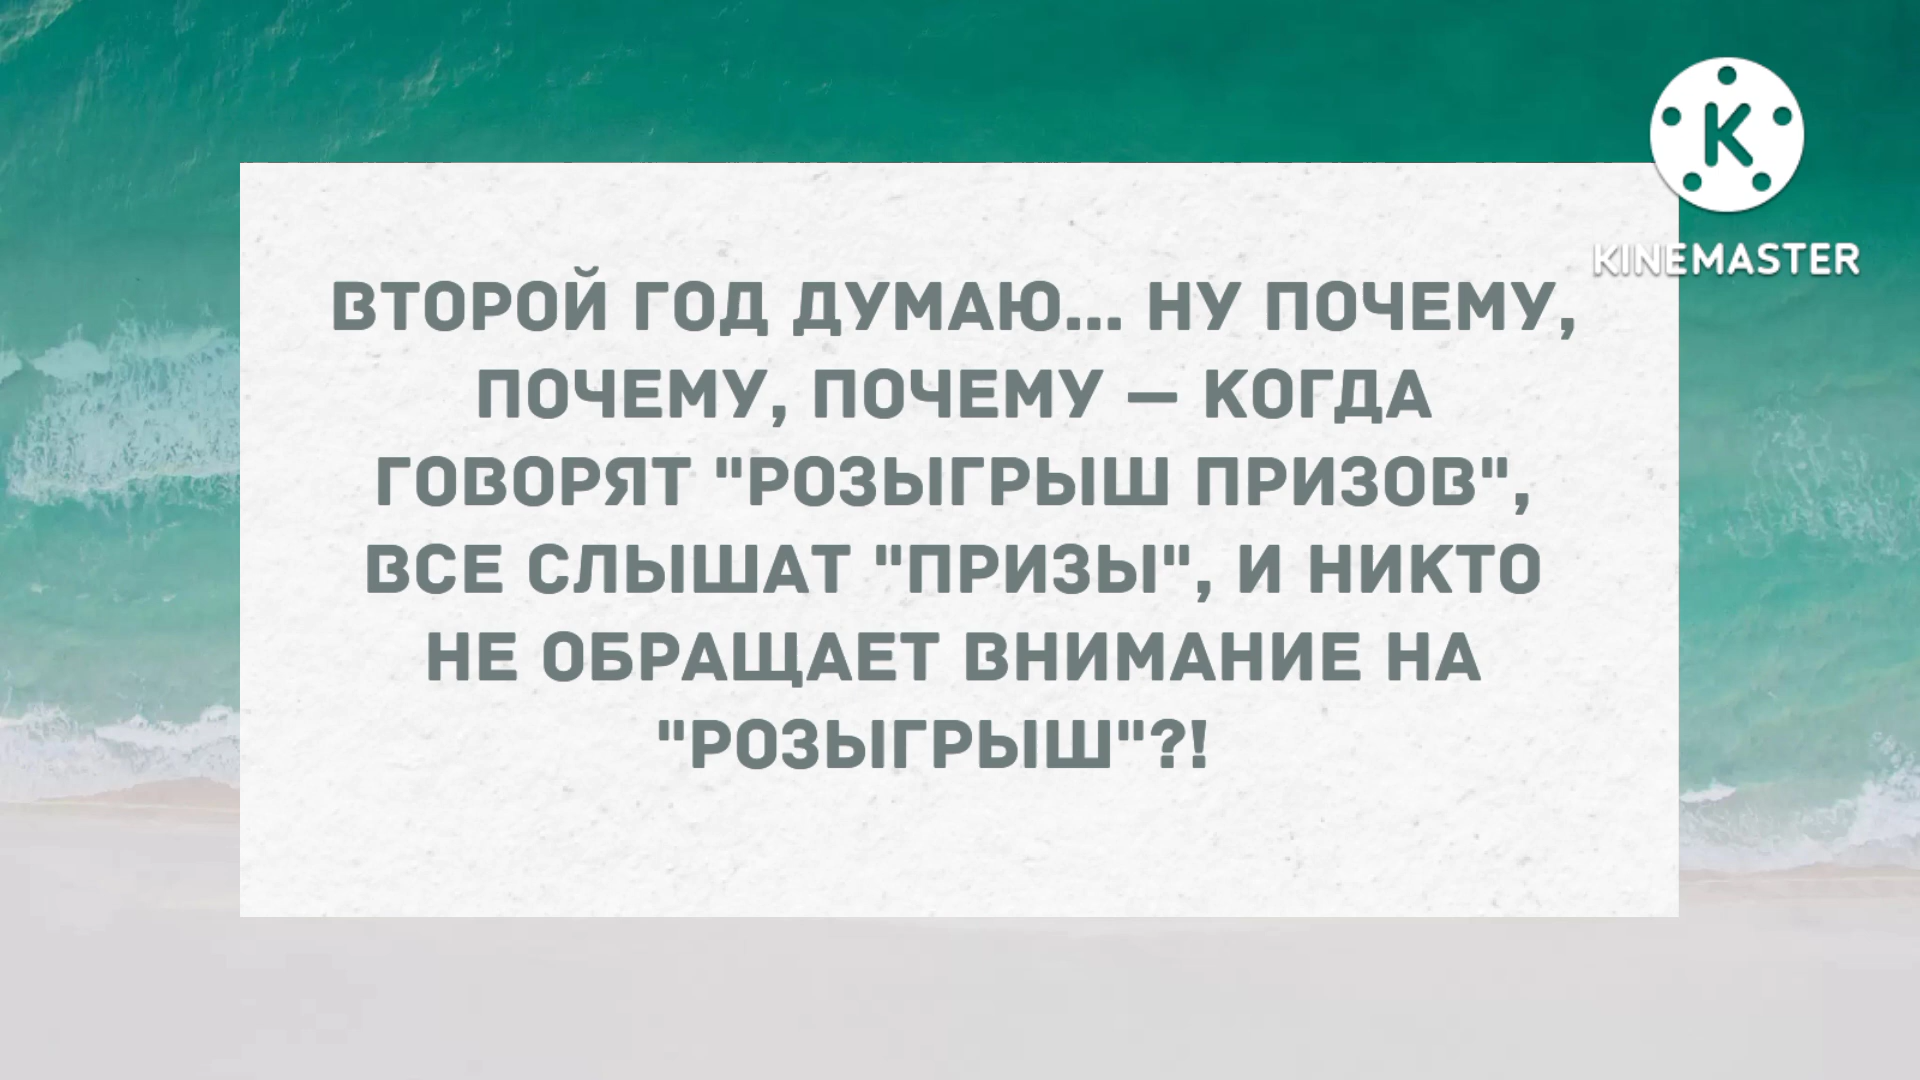 ВТОРОЙ ГОД ДУМАЮ... НУ ПОЧЕМУ,
ПОЧЕМУ, ПОЧЕМУ — КОГДА
ГОВОРЯТ "РОЗЫГРЫШ ПРИЗОВ",
ВСЕ СЛЫШАТ "ПРИЗЫ", И НИКТО
НЕ ОБРАЩАЕТ ВНИМАНИЕ НА
"РОЗЫГРЫШ"?!
K
KINEMASTER